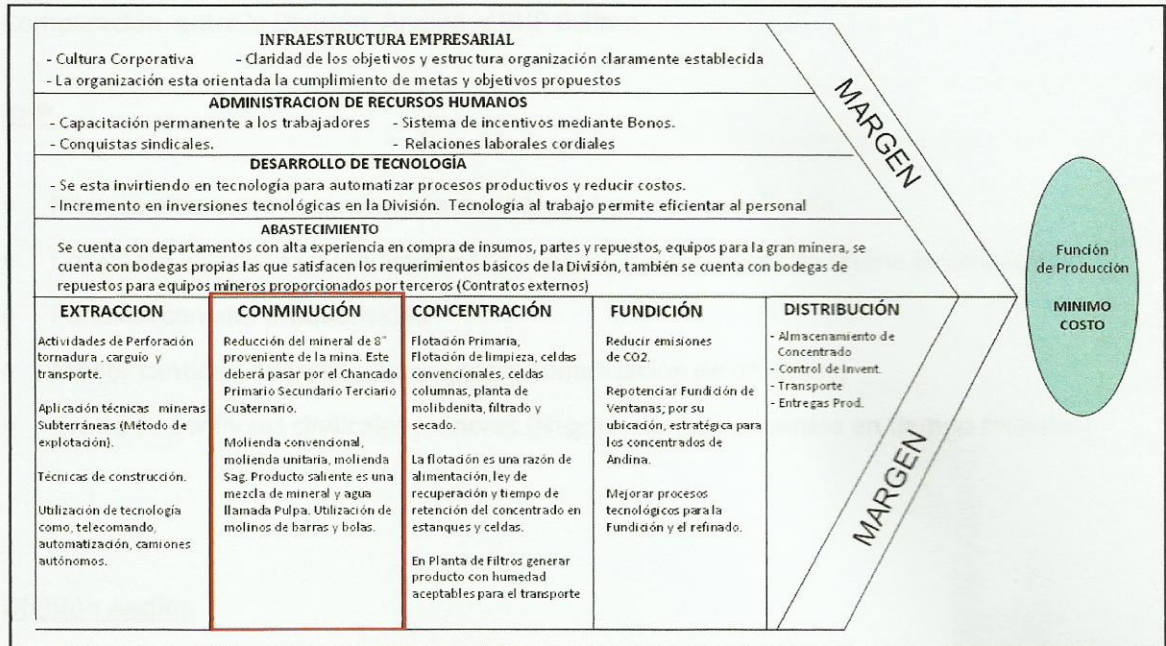 INFRAESTRUCTURA EMPRESARIAL
- Cultura Corporativa - Claridad de los objetivos y estructura organización claramente establecida
- La organización esta orientada la cumplimiento de metas y objetivos propuestos
ADMINISTRACION DE RECURSOS HUMANOS
- Capacitación permanente a los trabajadores - Sistema de incentivos mediante Bonos.
- Conquistas sindicales. - Relaciones laborales cordiales
DESARROLLO DE TECNOLOGÍA
- Se esta invirtiendo en tecnología para automatizar procesos productivos y reducir costos.
- Incremento en inversiones tecnológicas en la División. Tecnología al trabajo permite eficientar al personal
ABASTECIMIENTO
Se cuenta con departamentos con alta experiencia en compra de insumos, partes y repuestos, equipos para la gran minera, se
cuenta con bodegas propias las que satisfacen los requerimientos básicos de la División, también se cuenta con bodegas de
repuestos para equipos mineros proporcionados por terceros (Contratos externos)
MARGEN
EXTRACCION
Actividades de Perforación
tornadura, carguío y
transporte.
Aplicación técnicas mineras
Subterráneas (Método de
explotación).
Técnicas de construcción.
Utilización de tecnología
como, telecomando,
automatización, camiones
autónomos.
CONMINUCIÓN
Reducción del mineral de 8"
proveniente de la mina. Este
deberá pasar por el Chancado
Primario Secundario Terciario
Cuaternario.
Molienda convencional,
molienda unitaria, molienda
Sag. Producto saliente es una
mezcla de mineral y agua
llamada Pulpa. Utilización de
molinos de barras y bolas.
CONCENTRACIÓN
Flotación Primaria,
Flotación de limpieza, celdas
convencionales, celdas
columnas, planta de
molibdenita, filtrado y
secado.
La flotación es una razón de
alimentación, ley de
recuperación y tiempo de
retención del concentrado en
estanques y celdas.
En Planta de Filtros generar
producto con humedad
aceptables para el transporte
FUNDICIÓN
Reducir emisiones
de CO2.
Repotenciar Fundición de
Ventanas; por su
ubicación, estratégica para
los concentrados de
Andina.
Mejorar procesos
tecnológicos para la
Fundición y el refinado.
DISTRIBUCIÓN
- Almacenamiento de
Concentrado
- Control de Invent.
- Transporte
- Entregas Prod.
MARGEN
Función
de Producción
MINIMO
COSTO